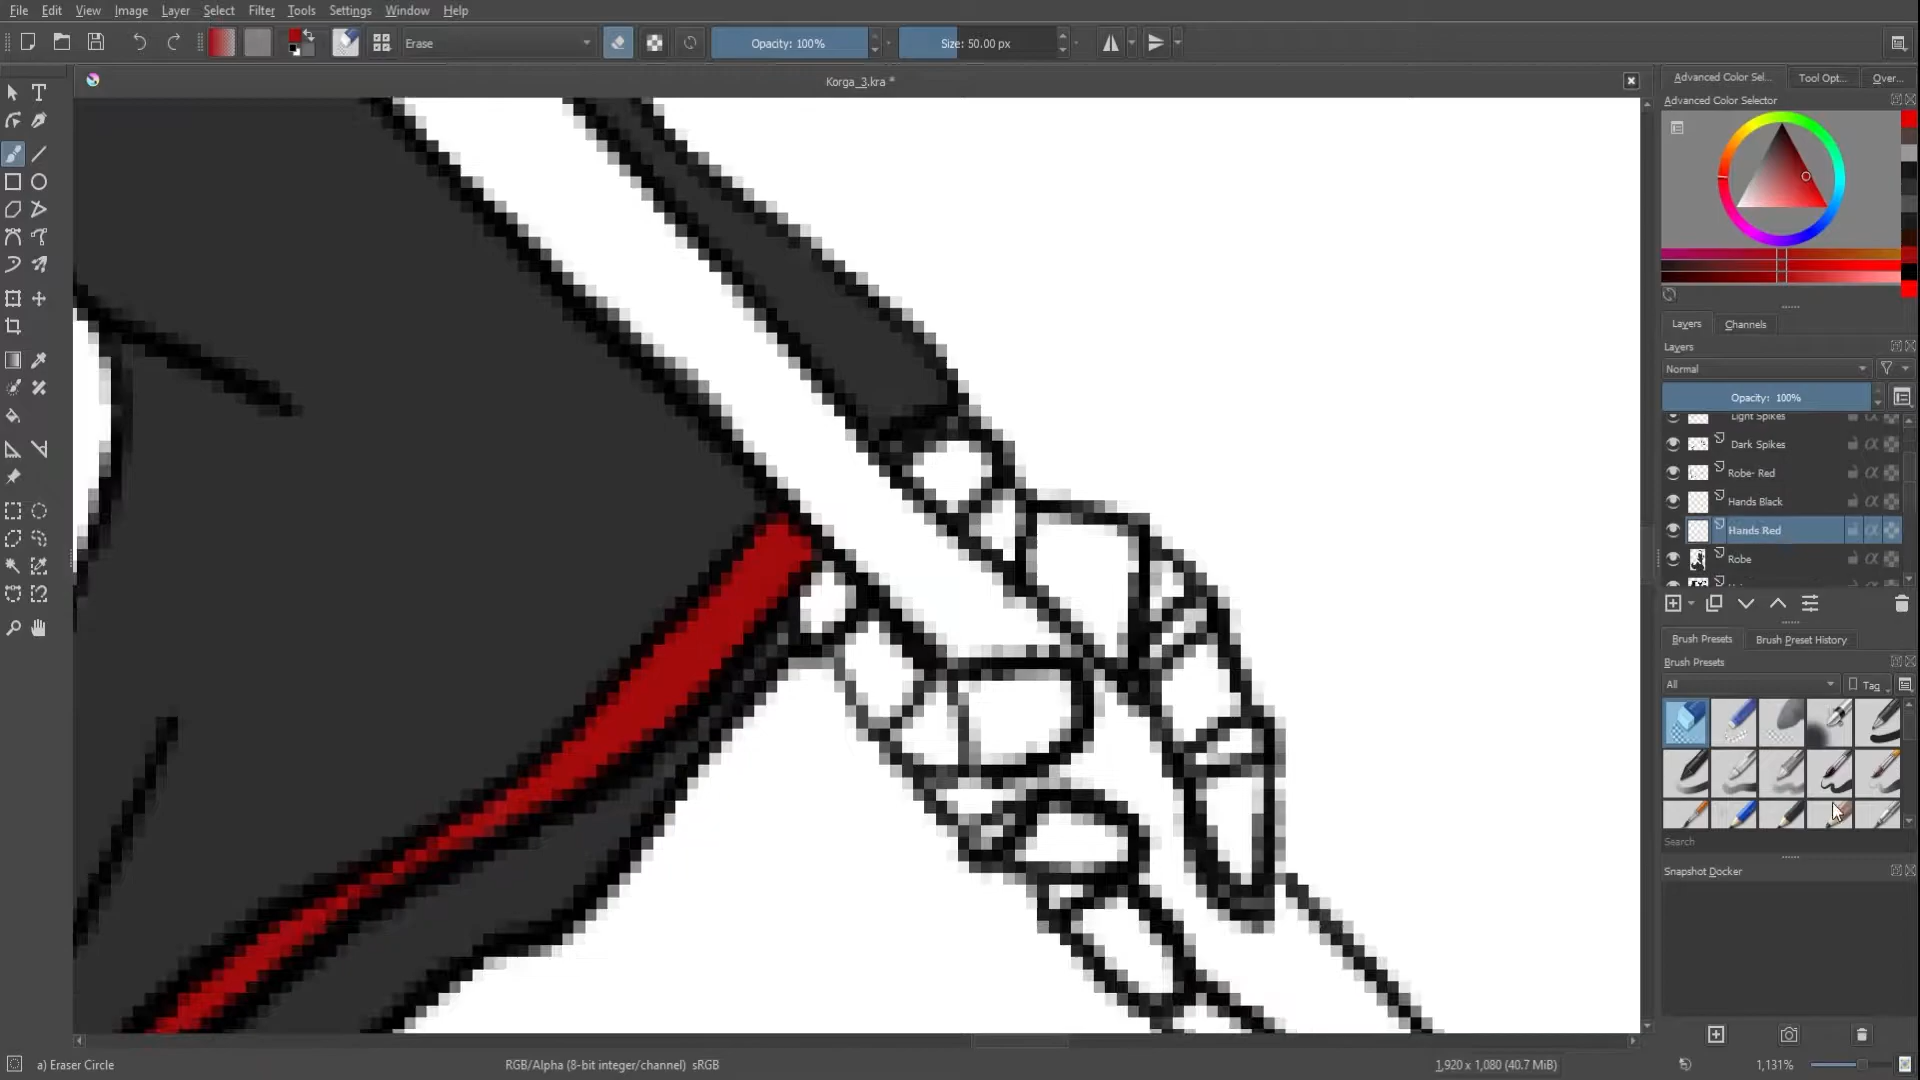 File Edit View Image Layer Select Filter Tools Settings Window Help
Erase Opacity: 100% Size: 50.00 px
Korga_3.kra *
Advanced Color Sel... Tool Opt... Over...
Advanced Color Selector
Layers Channels
Layers
Normal
Opacity: 100%
Light Spikes
Dark Spikes
Robe- Red
Hands Black
Hands Red
Robe
Brush Presets Brush Preset History
Brush Presets
All Tag
Search
Snapshot Docker
a) Eraser Circle RGB/Alpha (8-bit integer/channel) sRGB 1,920 x 1,080 (40.7 MiB) 1,131%